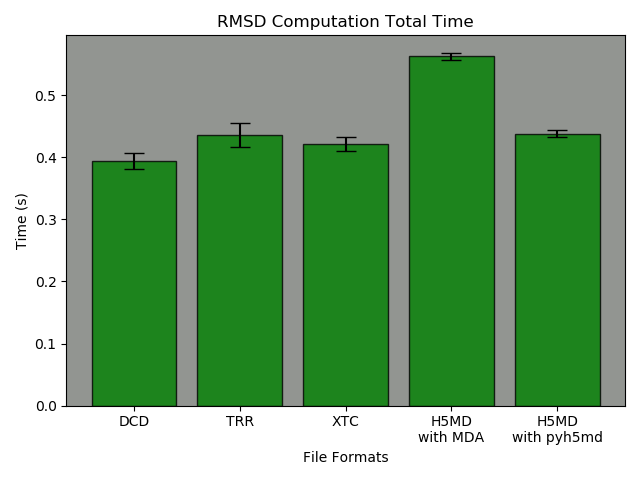 RMSD Computation Total Time
Time (s)
0.5
0.4
0.3
0.2
0.1
0.0
DCD
TRR
XTC
H5MD
with MDA
H5MD
with pyh5md
File Formats